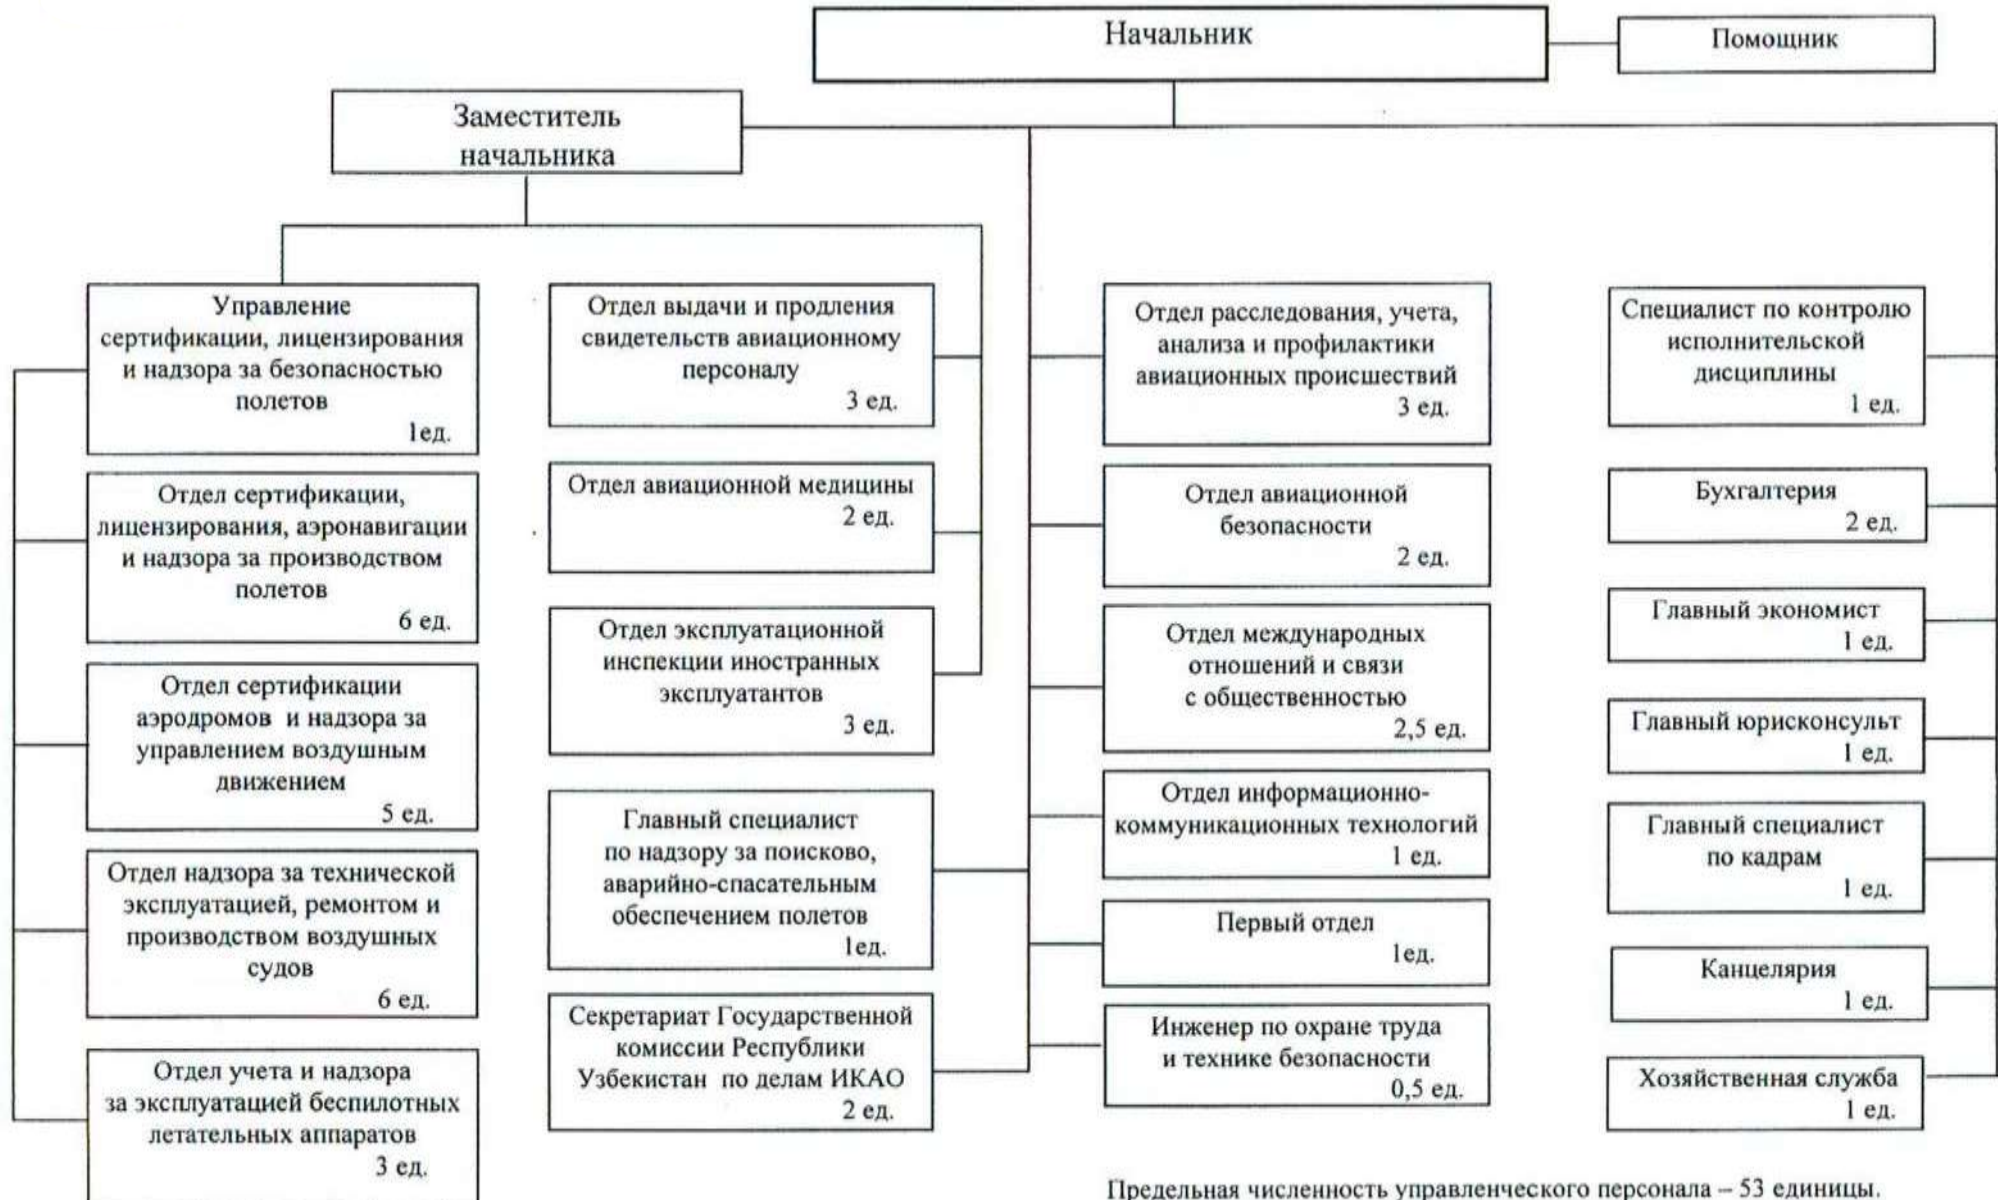 Начальник
Помощник
Заместитель
начальника
Управление
сертификации, лицензирования
и надзора за безопасностью
полетов
1ед.
Отдел сертификации,
лицензирования, аэронавигации
и надзора за производством
полетов
6 ед.
Отдел сертификации
аэродромов и надзора за
управлением воздушным
движением
5 ед.
Отдел надзора за технической
эксплуатацией, ремонтом и
производством воздушных
судов
6 ед.
Отдел учета и надзора
за эксплуатацией беспилотных
летательных аппаратов
3 ед.
Отдел выдачи и продления
свидетельств авиационному
персоналу
3 ед.
Отдел авиационной медицины
2 ед.
Отдел эксплуатационной
инспекции иностранных
эксплуатантов
3 ед.
Главный специалист
по надзору за поисково,
аварийно-спасательным
обеспечением полетов
1ед.
Секретариат Государственной
комиссии Республики
Узбекистан по делам ИКАО
2 ед.
Отдел расследования, учета,
анализа и профилактики
авиационных происшествий
3 ед.
Отдел авиационной
безопасности
2 ед.
Отдел международных
отношений и связи
с общественностью
2,5 ед.
Отдел информационно-
коммуникационных технологий
1 ед.
Первый отдел
1ед.
Инженер по охране труда
и технике безопасности
0,5 ед.
Специалист по контролю
исполнительской
дисциплины
1 ед.
Бухгалтерия
2 ед.
Главный экономист
1 ед.
Главный юрисконсульт
1 ед.
Главный специалист
по кадрам
1 ед.
Канцелярия
1 ед.
Хозяйственная служба
1 ед.
Предельная численность управленческого персонала – 53 единицы.